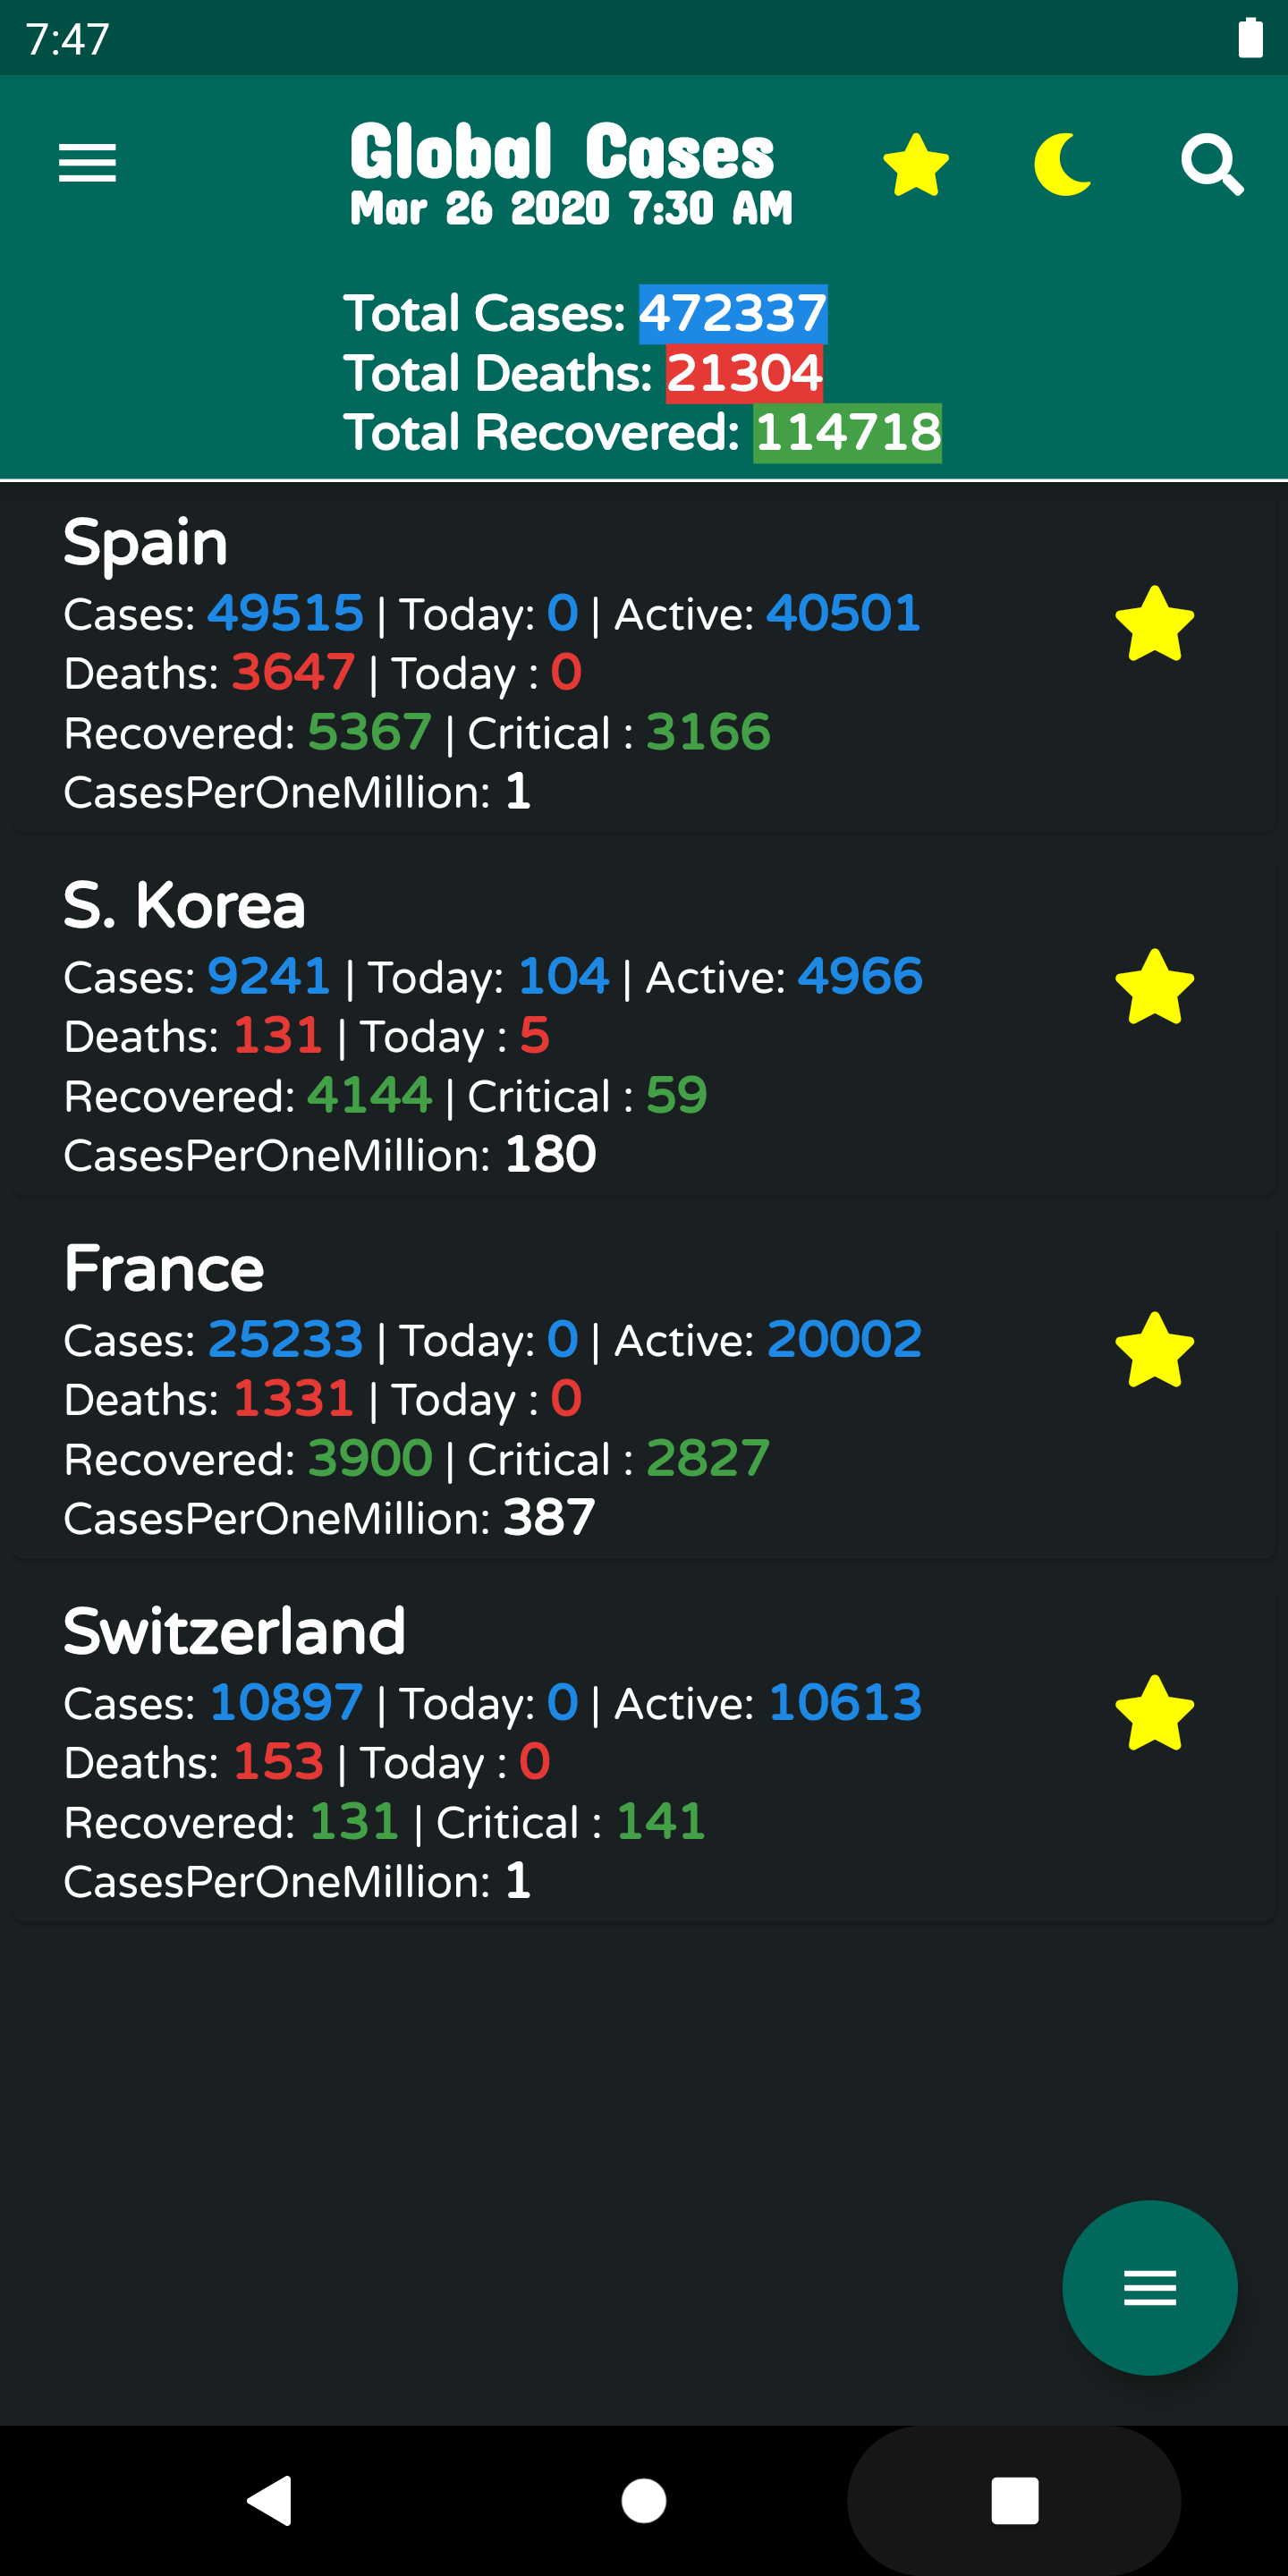 7:47
Global Cases
Mar 26 2020 7:30 AM
Total Cases: 472337
Total Deaths: 21304
Total Recovered: 114718
Spain
Cases: 49515 | Today: 0 | Active: 40501
Deaths: 3647 | Today : 0
Recovered: 5367 | Critical : 3166
CasesPerOneMillion: 1
S. Korea
Cases: 9241 | Today: 104 | Active: 4966
Deaths: 131 | Today : 5
Recovered: 4144 | Critical : 59
CasesPerOneMillion: 180
France
Cases: 25233 | Today: 0 | Active: 20002
Deaths: 1331 | Today : 0
Recovered: 3900 | Critical : 2827
CasesPerOneMillion: 387
Switzerland
Cases: 10897 | Today: 0 | Active: 10613
Deaths: 153 | Today : 0
Recovered: 131 | Critical : 141
CasesPerOneMillion: 1